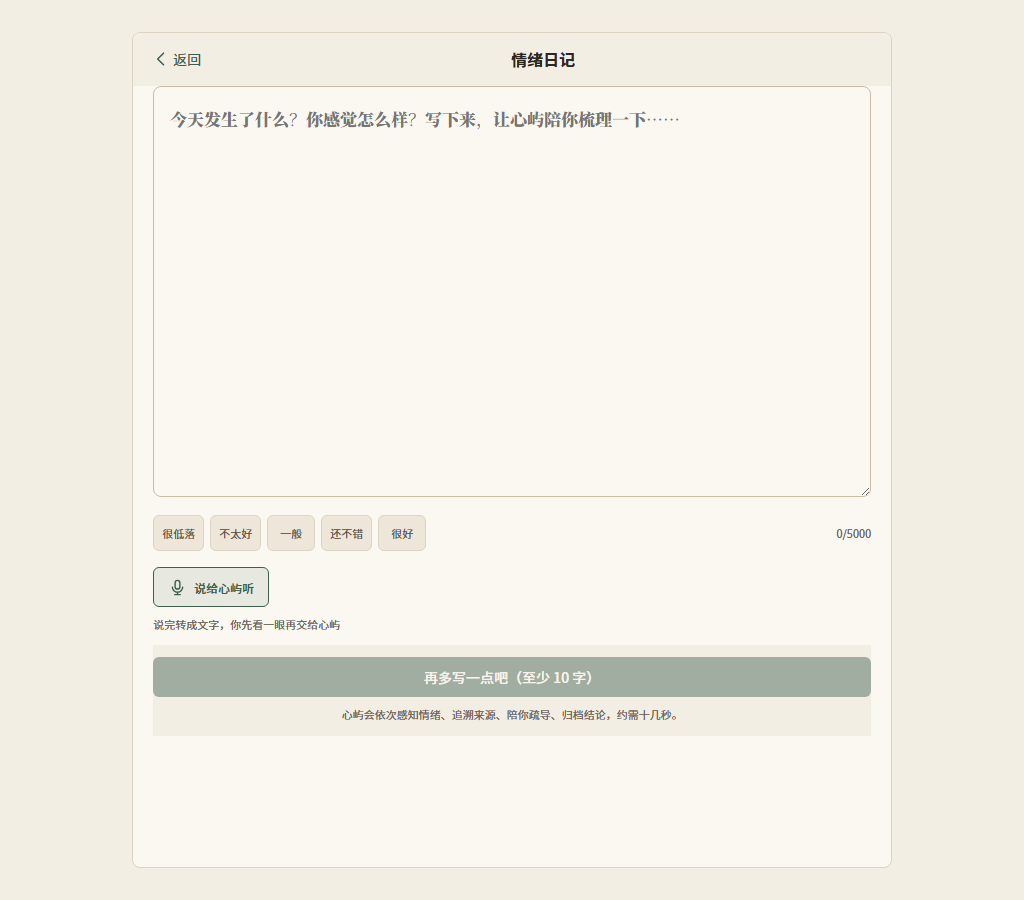 返回
情绪日记
今天发生了什么？你感觉怎么样？写下来，让心屿陪你梳理一下……
很低落
不太好
一般
还不错
很好
0/5000
说给心屿听
说完转成文字，你先看一眼再交给心屿
再多写一点吧（至少 10 字）
心屿会依次感知情绪、追溯来源、陪你疏导、归档结论，约需十几秒。